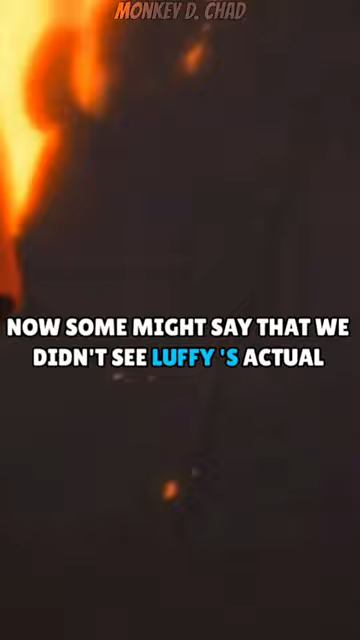 MONKEY D. CHAD
NOW SOME MIGHT SAY THAT WE
DIDN'T SEE LUFFY 'S ACTUAL